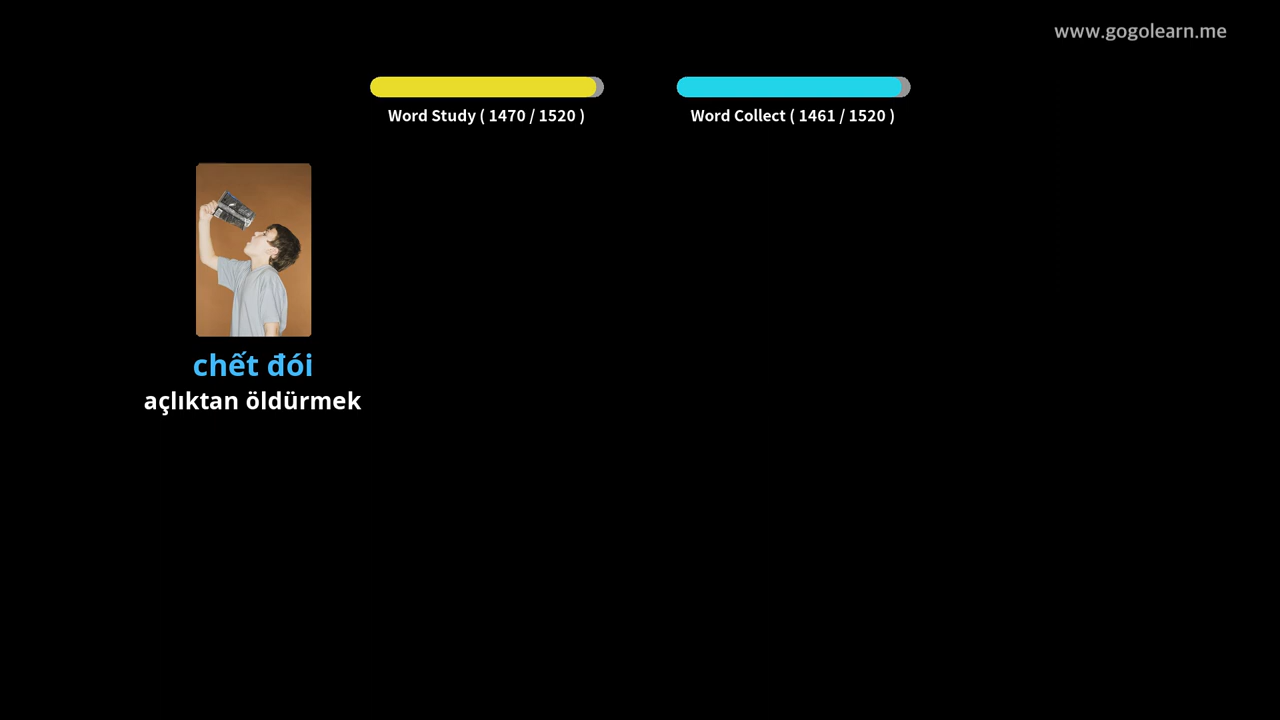 www.gogolearn.me
Word Study ( 1470 / 1520 )
Word Collect ( 1461 / 1520 )
chết đói
açlıktan öldürmek